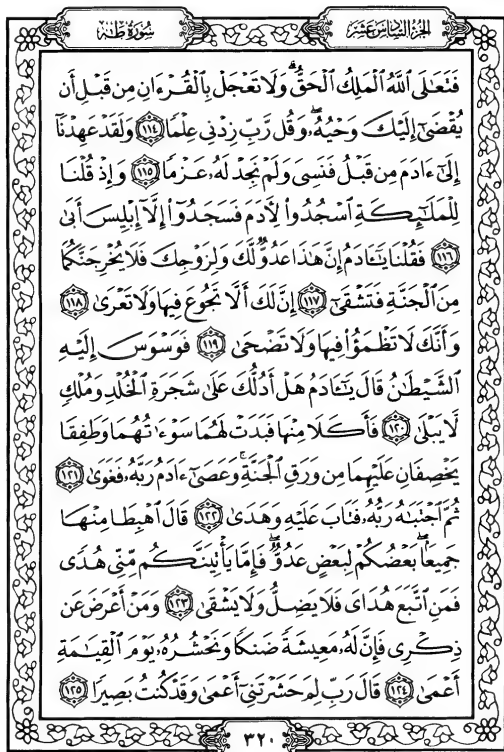 الجزء السادس عشر
سورة طه
فَتَعَٰلَى ٱللَّهُ ٱلْمَلِكُ ٱلْحَقُّ ۗ وَلَا تَعْجَلْ بِٱلْقُرْءَانِ مِن قَبْلِ أَن
يُقْضَىٰٓ إِلَيْكَ وَحْيُهُۥ ۖ وَقُل رَّبِّ زِدْنِى عِلْمًا ١١٤ وَلَقَدْ عَهِدْنَآ
إِلَىٰٓ ءَادَمَ مِن قَبْلُ فَنَسِىَ وَلَمْ نَجِدْ لَهُۥ عَزْمًا ١١٥ وَإِذْ قُلْنَا
لِلْمَلَٰٓئِكَةِ ٱسْجُدُوا۟ لِءَادَمَ فَسَجَدُوٓا۟ إِلَّآ إِبْلِيسَ أَبَىٰ
١١٦ فَقُلْنَا يَٰٓـَٔادَمُ إِنَّ هَٰذَا عَدُوٌّ لَّكَ وَلِزَوْجِكَ فَلَا يُخْرِجَنَّكُمَا
مِنَ ٱلْجَنَّةِ فَتَشْقَىٰٓ ١١٧ إِنَّ لَكَ أَلَّا تَجُوعَ فِيهَا وَلَا تَعْرَىٰ ١١٨
وَأَنَّكَ لَا تَظْمَؤُا۟ فِيهَا وَلَا تَضْحَىٰ ١١٩ فَوَسْوَسَ إِلَيْهِ
ٱلشَّيْطَٰنُ قَالَ يَٰٓـَٔادَمُ هَلْ أَدُلُّكَ عَلَىٰ شَجَرَةِ ٱلْخُلْدِ وَمُلْكٍ
لَّا يَبْلَىٰ ١٢٠ فَأَكَلَا مِنْهَا فَبَدَتْ لَهُمَا سَوْءَٰتُهُمَا وَطَفِقَا
يَخْصِفَانِ عَلَيْهِمَا مِن وَرَقِ ٱلْجَنَّةِ ۚ وَعَصَىٰٓ ءَادَمُ رَبَّهُۥ فَغَوَىٰ ١٢١
ثُمَّ ٱجْتَبَٰهُ رَبُّهُۥ فَتَابَ عَلَيْهِ وَهَدَىٰ ١٢٢ قَالَ ٱهْبِطَا مِنْهَا
جَمِيعًۢا ۖ بَعْضُكُمْ لِبَعْضٍ عَدُوٌّ ۖ فَإِمَّا يَأْتِيَنَّكُم مِّنِّى هُدًى
فَمَنِ ٱتَّبَعَ هُدَاىَ فَلَا يَضِلُّ وَلَا يَشْقَىٰ ١٢٣ وَمَنْ أَعْرَضَ عَن
ذِكْرِى فَإِنَّ لَهُۥ مَعِيشَةً ضَنكًا وَنَحْشُرُهُۥ يَوْمَ ٱلْقِيَٰمَةِ
أَعْمَىٰ ١٢٤ قَالَ رَبِّ لِمَ حَشَرْتَنِىٓ أَعْمَىٰ وَقَدْ كُنتُ بَصِيرًا ١٢٥
٣٢٠